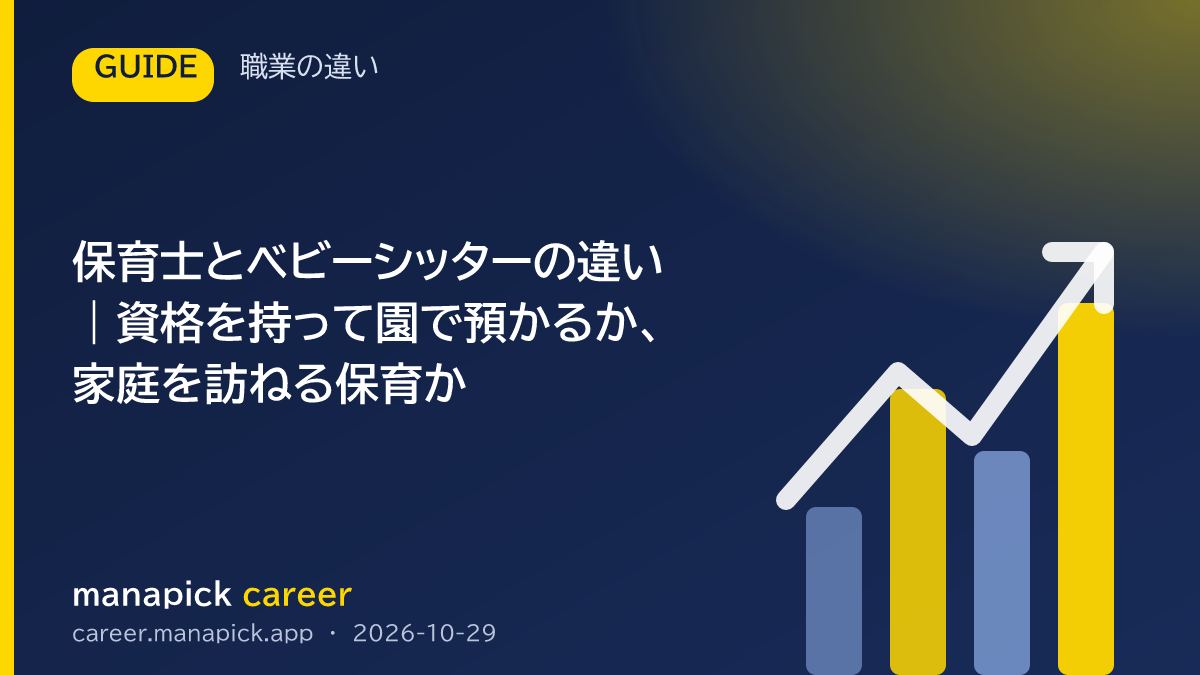 GUIDE 職業の違い
保育士とベビーシッターの違い
｜資格を持って園で預かるか、
家庭を訪ねる保育か
manapick career
career.manapick.app ・ 2026-10-29